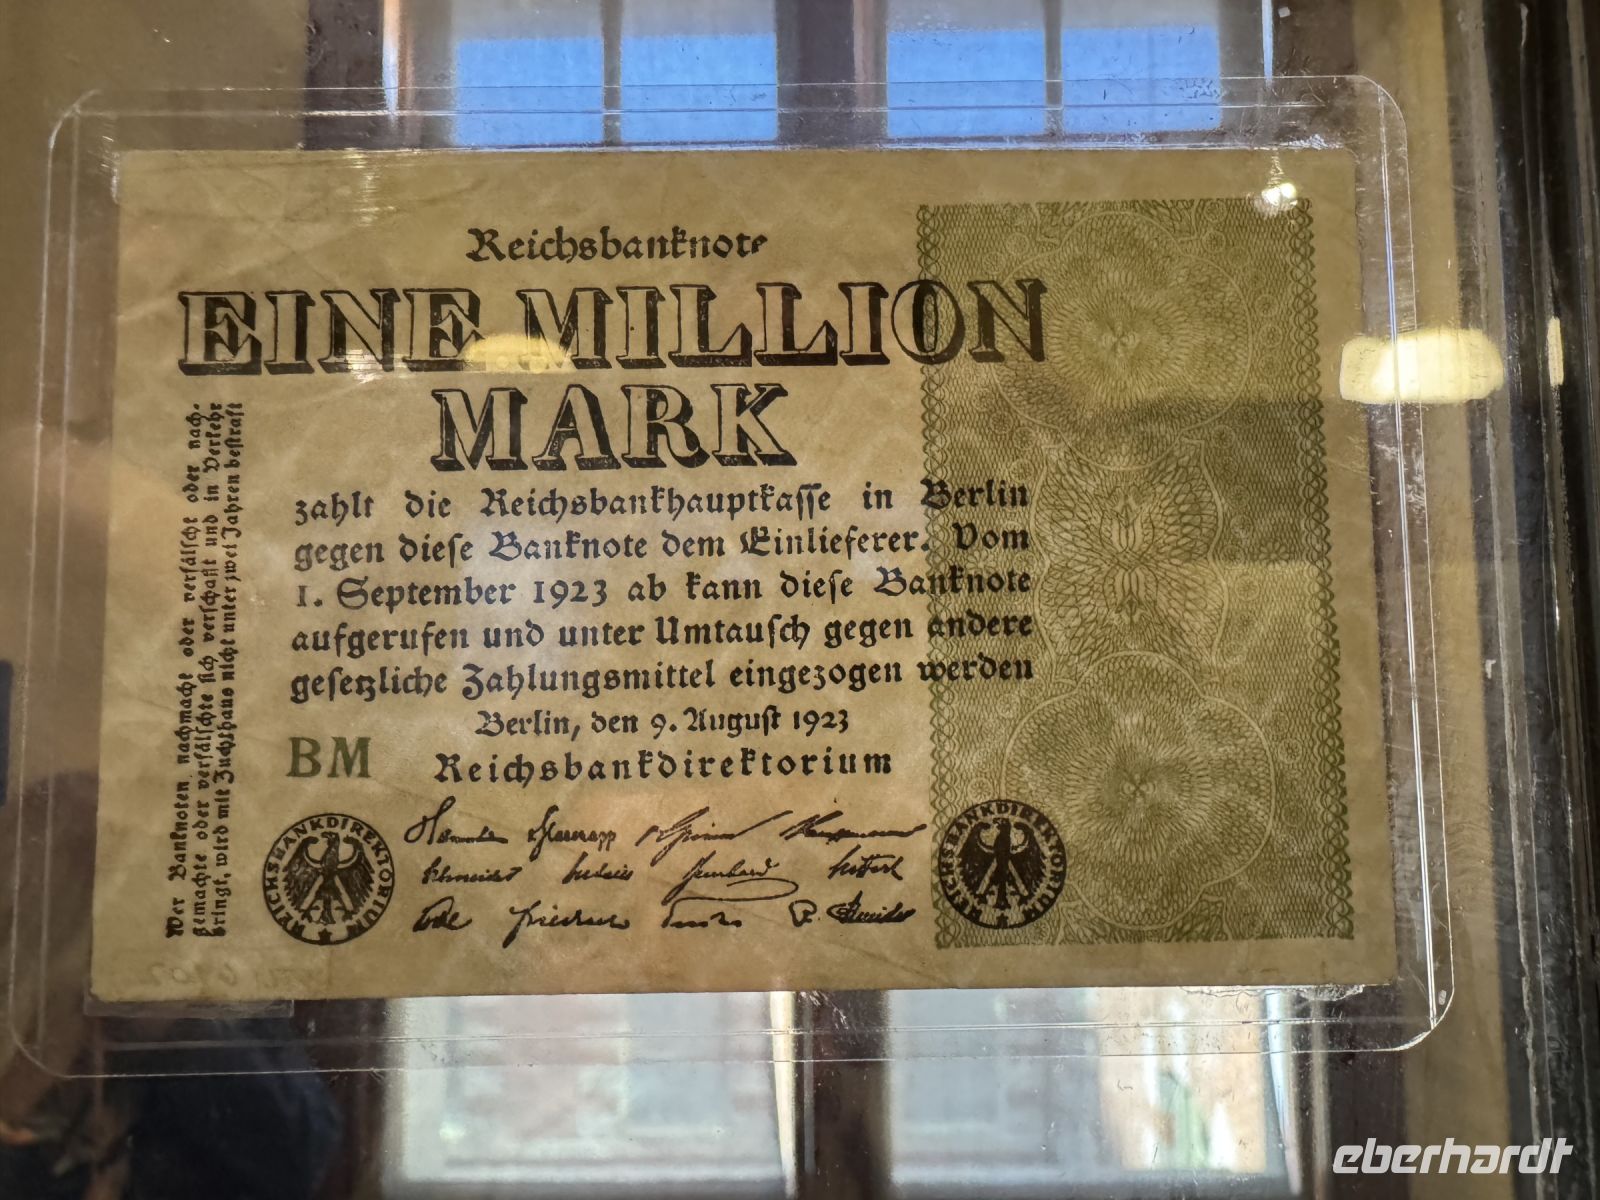 Reichsbanknote
EINE MILLION
MARK
zahlt die Reichsbankhauptkasse in Berlin
gegen diese Banknote dem Einlieferer. Vom
1. September 1923 ab kann diese Banknote
aufgerufen und unter Umtausch gegen andere
gesetzliche Zahlungsmittel eingezogen werden
Berlin, den 9. August 1923
Reichsbankdirektorium
BM
Wer Banknoten nachmacht oder verfälscht oder nach-
gemachte oder verfälschte sich verschafft und in Verkehr
bringt, wird mit Zuchthaus nicht unter zwei Jahren bestraft
REICHSBANKDIREKTORIUM
REICHSBANKDIREKTORIUM
eberhardt